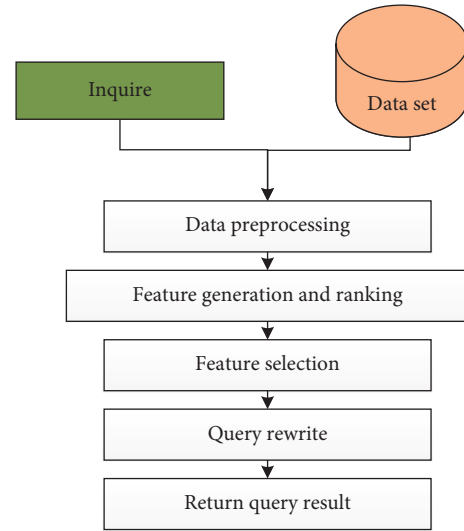 Inquire
Data set
Data preprocessing
Feature generation and ranking
Feature selection
Query rewrite
Return query result